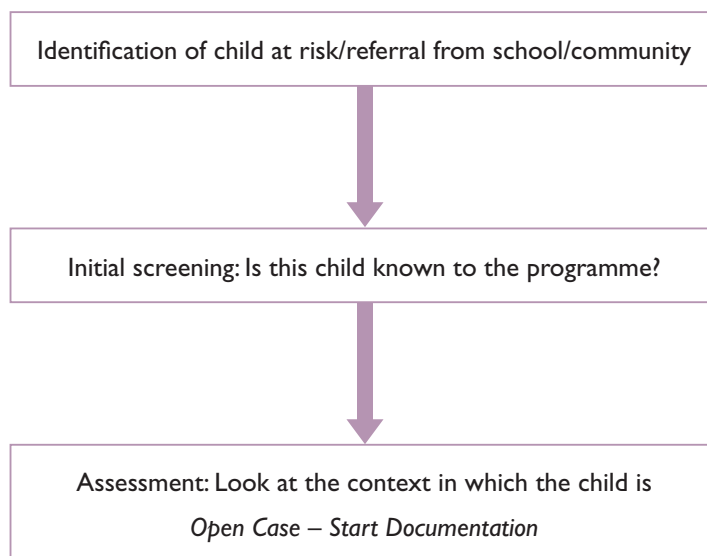 Identification of child at risk/referral from school/community
Initial screening: Is this child known to the programme?
Assessment: Look at the context in which the child is
Open Case – Start Documentation